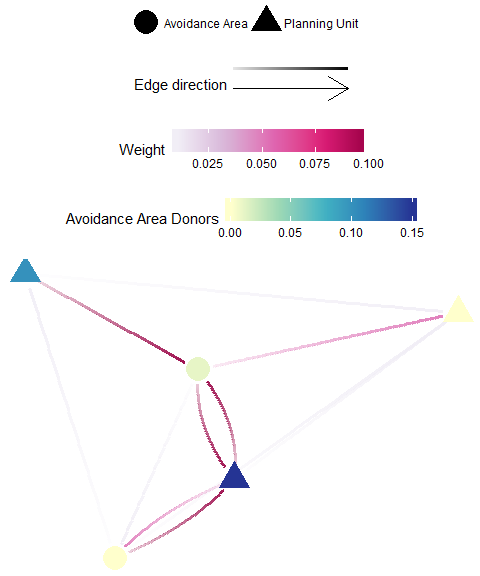 Avoidance Area Planning Unit
Edge direction
Weight
0.025 0.050 0.075 0.100
Avoidance Area Donors
0.00 0.05 0.10 0.15